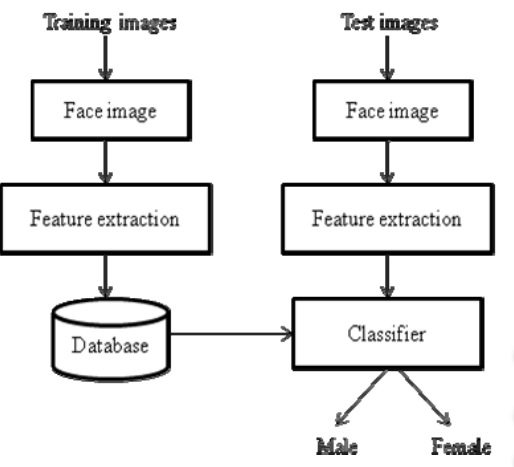 Training images
Test images
Face image
Face image
Feature extraction
Feature extraction
Database
Classifier
Male
Female